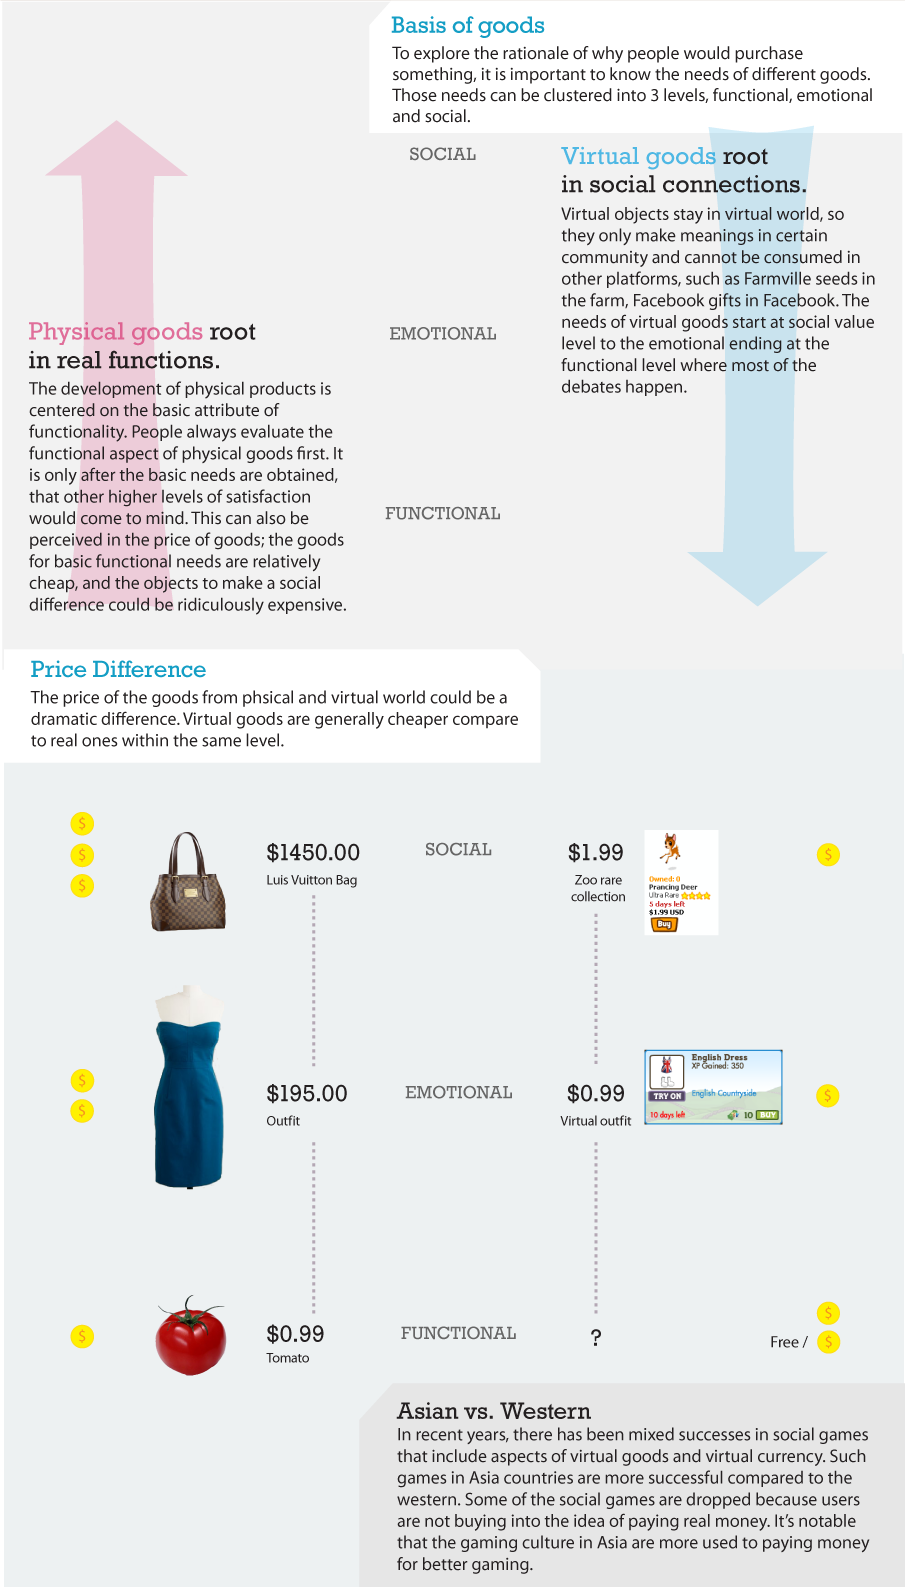 Basis of goods
To explore the rationale of why people would purchase
something, it is important to know the needs of different goods.
Those needs can be clustered into 3 levels, functional, emotional
and social.
SOCIAL
Virtual goods root
in social connections.
Virtual objects stay in virtual world, so
they only make meanings in certain
community and cannot be consumed in
other platforms, such as Farmville seeds in
the farm, Facebook gifts in Facebook. The
needs of virtual goods start at social value
level to the emotional ending at the
functional level where most of the
debates happen.
EMOTIONAL
Physical goods root
in real functions.
The development of physical products is
centered on the basic attribute of
functionality. People always evaluate the
functional aspect of physical goods first. It
is only after the basic needs are obtained,
that other higher levels of satisfaction
would come to mind. This can also be
perceived in the price of goods; the goods
for basic functional needs are relatively
cheap, and the objects to make a social
difference could be ridiculously expensive.
FUNCTIONAL
Price Difference
The price of the goods from phsical and virtual world could be a
dramatic difference. Virtual goods are generally cheaper compare
to real ones within the same level.
$
$
$
$1450.00
Luis Vuitton Bag
SOCIAL
$1.99
Zoo rare
collection
Owned: 0
Prancing Deer
Ultra Rare
5 days left
$1.99 USD
Buy
$
$
$
$195.00
Outfit
EMOTIONAL
$0.99
Virtual outfit
English Dress
XP Gained: 350
TRY ON
English Countryside
10 days left
10 BUY
$
$
$0.99
Tomato
FUNCTIONAL
?
$
Free / $
Asian vs. Western
In recent years, there has been mixed successes in social games
that include aspects of virtual goods and virtual currency. Such
games in Asia countries are more successful compared to the
western. Some of the social games are dropped because users
are not buying into the idea of paying real money. It's notable
that the gaming culture in Asia are more used to paying money
for better gaming.